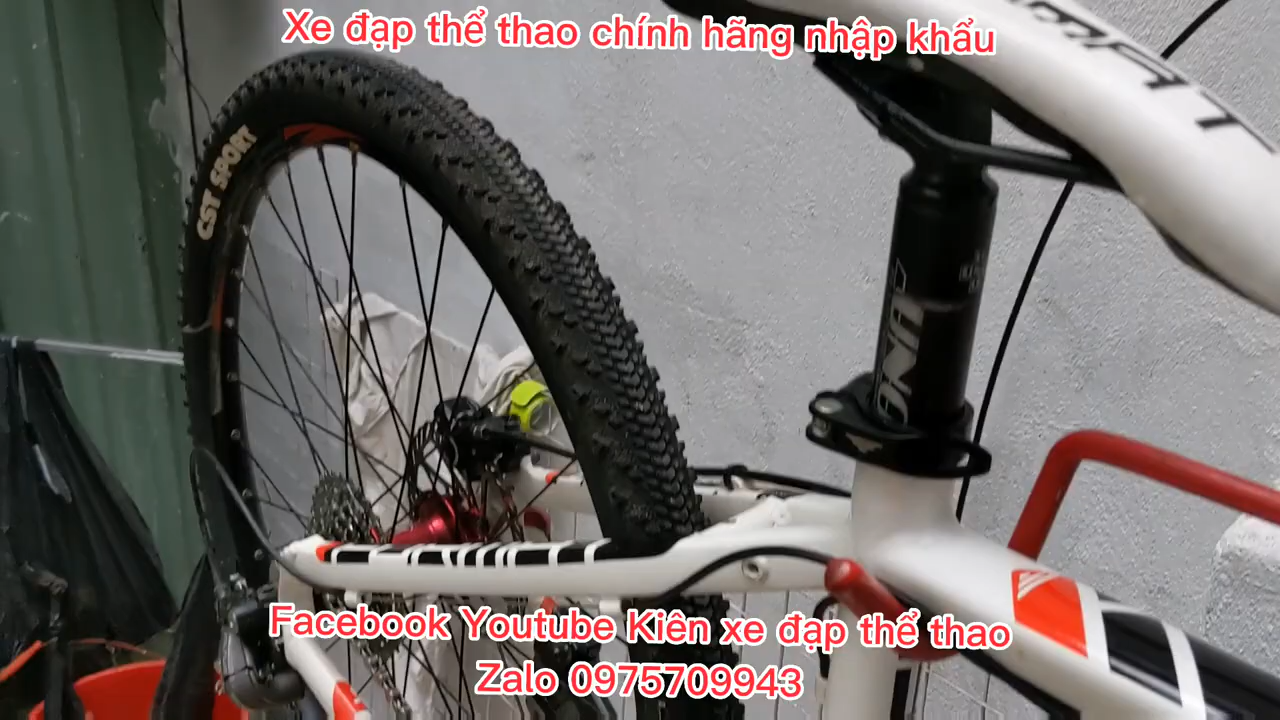 Xe đạp thể thao chính hãng nhập khẩu
CST SPORT
Facebook Youtube Kiên xe đạp thể thao
Zalo 0975709943